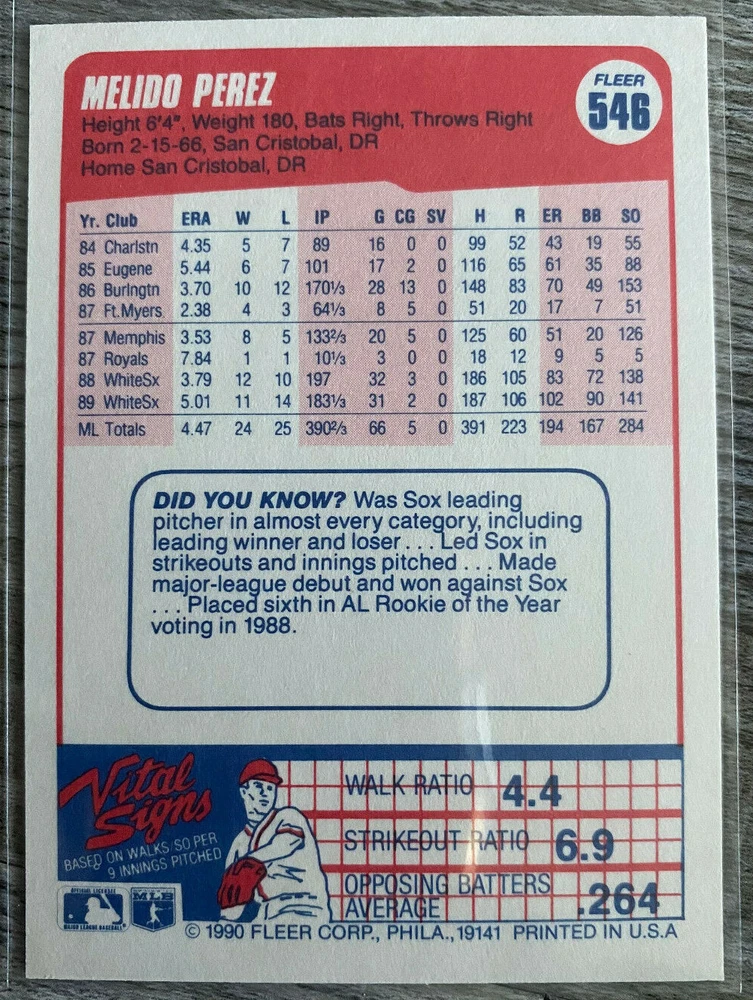 MELIDO PEREZ
FLEER
546
Height 6'4", Weight 180, Bats Right, Throws Right
Born 2-15-66, San Cristobal, DR
Home San Cristobal, DR
Yr. Club ERA W L IP G CG SV H R ER BB SO
84 Charlstn 4.35 5 7 89 16 0 0 99 52 43 19 55
85 Eugene 5.44 6 7 101 17 2 0 116 65 61 35 88
86 Burlngtn 3.70 10 12 170⅓ 28 13 0 148 83 70 49 153
87 Ft.Myers 2.38 4 3 64⅓ 8 5 0 51 20 17 7 51
87 Memphis 3.53 8 5 133⅔ 20 5 0 125 60 51 20 126
87 Royals 7.84 1 1 10⅓ 3 0 0 18 12 9 5 5
88 WhiteSx 3.79 12 10 197 32 3 0 186 105 83 72 138
89 WhiteSx 5.01 11 14 183⅓ 31 2 0 187 106 102 90 141
ML Totals 4.47 24 25 390⅔ 66 5 0 391 223 194 167 284
DID YOU KNOW? Was Sox leading
pitcher in almost every category, including
leading winner and loser . . . Led Sox in
strikeouts and innings pitched . . . Made
major-league debut and won against Sox
. . . Placed sixth in AL Rookie of the Year
voting in 1988.
Vital
Signs
BASED ON WALKS/SO PER
9 INNINGS PITCHED
WALK RATIO 4.4
STRIKEOUT RATIO 6.9
OPPOSING BATTERS
AVERAGE .264
OFFICIAL LICENSEE
MAJOR LEAGUE BASEBALL
MLB
© 1990 FLEER CORP., PHILA., 19141 PRINTED IN U.S.A